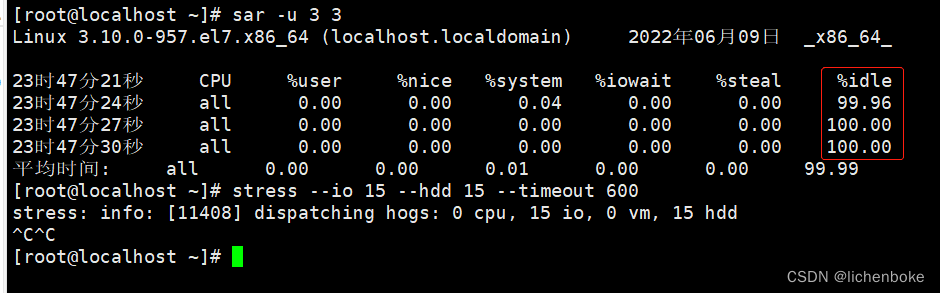 [root@localhost ~]# sar -u 3 3
Linux 3.10.0-957.el7.x86_64 (localhost.localdomain) 2022年06月09日 _x86_64_
23时47分21秒 CPU %user %nice %system %iowait %steal %idle
23时47分24秒 all 0.00 0.00 0.04 0.00 0.00 99.96
23时47分27秒 all 0.00 0.00 0.00 0.00 0.00 100.00
23时47分30秒 all 0.00 0.00 0.00 0.00 0.00 100.00
平均时间: all 0.00 0.00 0.01 0.00 0.00 99.99
[root@localhost ~]# stress --io 15 --hdd 15 --timeout 600
stress: info: [11408] dispatching hogs: 0 cpu, 15 io, 0 vm, 15 hdd
^C^C
[root@localhost ~]#
CSDN @lichenboke